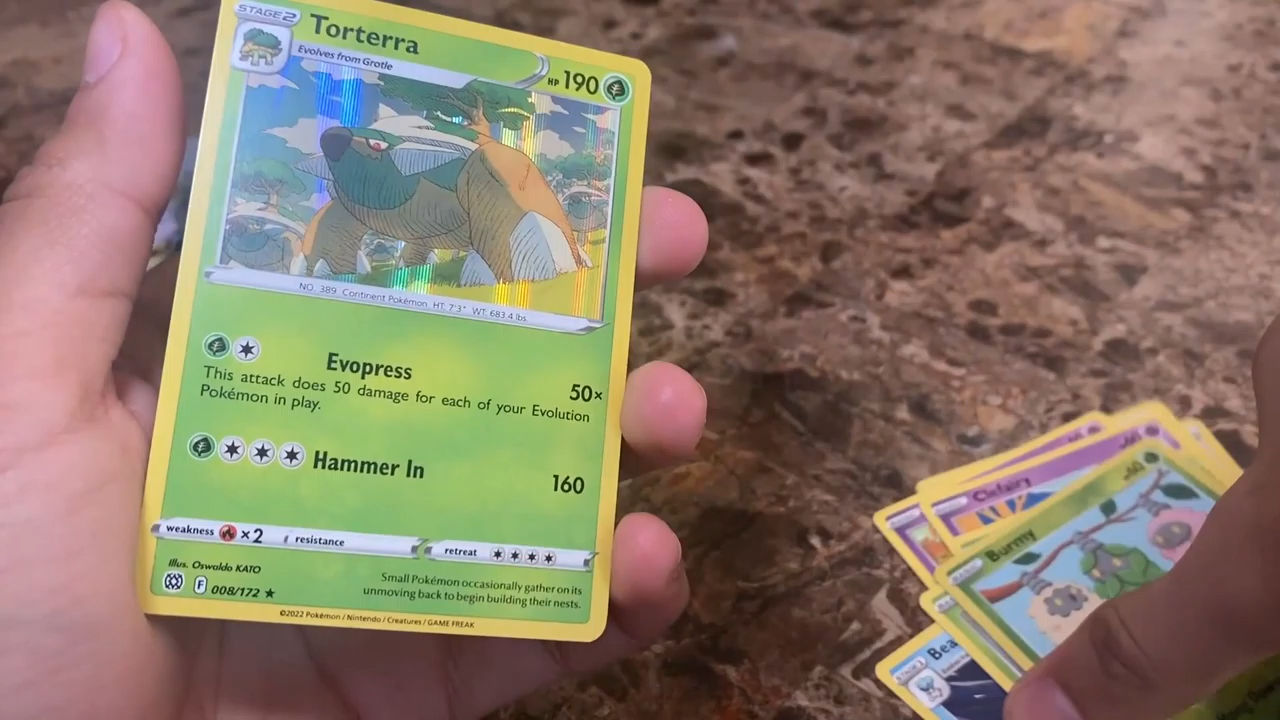 STAGE2
Torterra
Evolves from Grotle
HP 190
NO. 389 Continent Pokémon HT: 7'3" WT: 683.4 lbs.
Evopress 50×
This attack does 50 damage for each of your Evolution
Pokémon in play.
Hammer In 160
weakness ×2 resistance retreat
Illus. Oswaldo KATO
F 008/172 ★
Small Pokémon occasionally gather on its
unmoving back to begin building their nests.
©2022 Pokémon / Nintendo / Creatures / GAME FREAK
Clefairy
Burmy
60
Bea